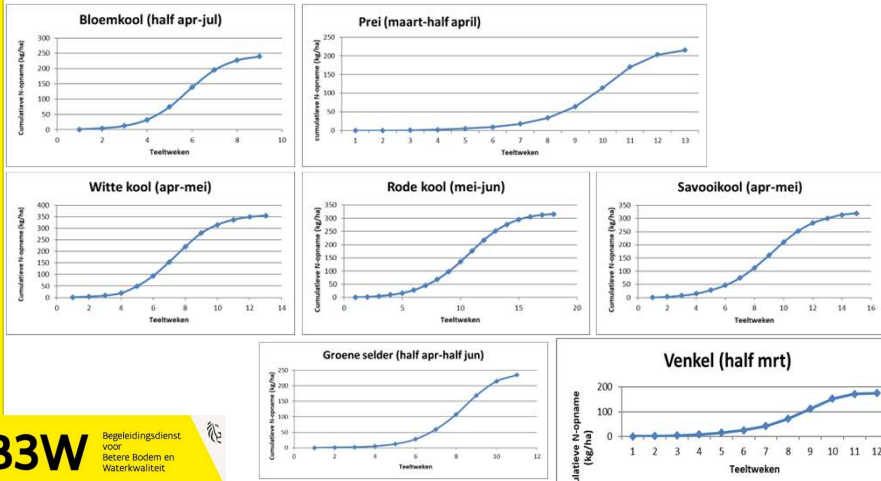 Bloemkool (half apr-jul)
Cumulatieve N-opname (kg/ha)
300
250
200
150
100
50
0
0 2 4 6 8 10
Teeltweken
Prei (maart-half april)
cumulatieve N-opname (kg/ha)
250
200
150
100
50
0
1 2 3 4 5 6 7 8 9 10 11 12 13
Teeltweken
Witte kool (apr-mei)
Cumulatieve N-opname (kg/ha)
400
350
300
250
200
150
100
50
0
0 2 4 6 8 10 12 14
Teeltweken
Rode kool (mei-jun)
Cumulatieve N-opname (kg/ha)
350
300
250
200
150
100
50
0
0 5 10 15 20
Teeltweken
Savooikool (apr-mei)
Cumulatieve N-opname (kg/ha)
350
300
250
200
150
100
50
0
0 2 4 6 8 10 12 14 16
Teeltweken
Groene selder (half apr-half jun)
Cumulatieve N-opname (kg/ha)
250
200
150
100
50
0
0 2 4 6 8 10 12
Teeltweken
Venkel (half mrt)
ulatieve N-opname
(kg/ha)
200
100
0
1 2 3 4 5 6 7 8 9 10 11 12
Teeltweken
B3W
Begeleidingsdienst
voor
Betere Bodem en
Waterkwaliteit